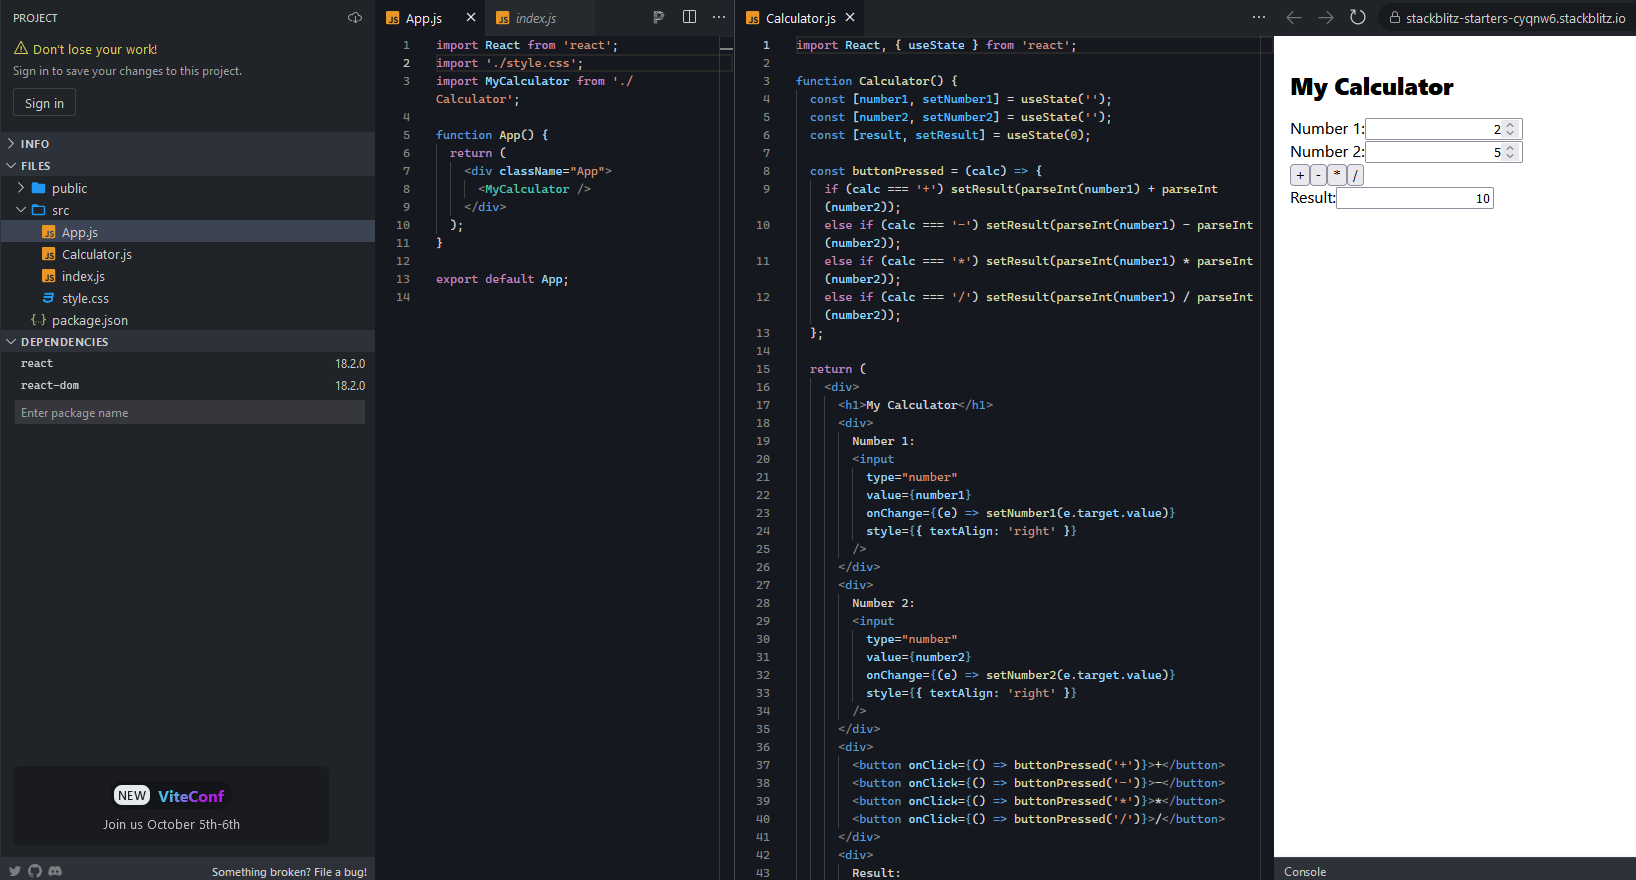 PROJECT
Don't lose your work!
Sign in to save your changes to this project.
Sign in
INFO
FILES
public
src
App.js
Calculator.js
index.js
style.css
package.json
DEPENDENCIES
react 18.2.0
react-dom 18.2.0
Enter package name
NEW ViteConf
Join us October 5th-6th
Something broken? File a bug!
App.js
index.js
1 import React from 'react';
2 import './style.css';
3 import MyCalculator from './
Calculator';
4
5 function App() {
6 return (
7 <div className="App">
8 <MyCalculator />
9 </div>
10 );
11 }
12
13 export default App;
14
Calculator.js
1 import React, { useState } from 'react';
2
3 function Calculator() {
4 const [number1, setNumber1] = useState('');
5 const [number2, setNumber2] = useState('');
6 const [result, setResult] = useState(0);
7
8 const buttonPressed = (calc) => {
9 if (calc === '+') setResult(parseInt(number1) + parseInt
(number2));
10 else if (calc === '-') setResult(parseInt(number1) - parseInt
(number2));
11 else if (calc === '*') setResult(parseInt(number1) * parseInt
(number2));
12 else if (calc === '/') setResult(parseInt(number1) / parseInt
(number2));
13 };
14
15 return (
16 <div>
17 <h1>My Calculator</h1>
18 <div>
19 Number 1:
20 <input
21 type="number"
22 value={number1}
23 onChange={(e) => setNumber1(e.target.value)}
24 style={{ textAlign: 'right' }}
25 />
26 </div>
27 <div>
28 Number 2:
29 <input
30 type="number"
31 value={number2}
32 onChange={(e) => setNumber2(e.target.value)}
33 style={{ textAlign: 'right' }}
34 />
35 </div>
36 <div>
37 <button onClick={() => buttonPressed('+')}>+</button>
38 <button onClick={() => buttonPressed('-')}>-</button>
39 <button onClick={() => buttonPressed('*')}>*</button>
40 <button onClick={() => buttonPressed('/')}>/</button>
41 </div>
42 <div>
43 Result:
stackblitz-starters-cyqnw6.stackblitz.io
My Calculator
Number 1: 2
Number 2: 5
+ - * /
Result: 10
Console